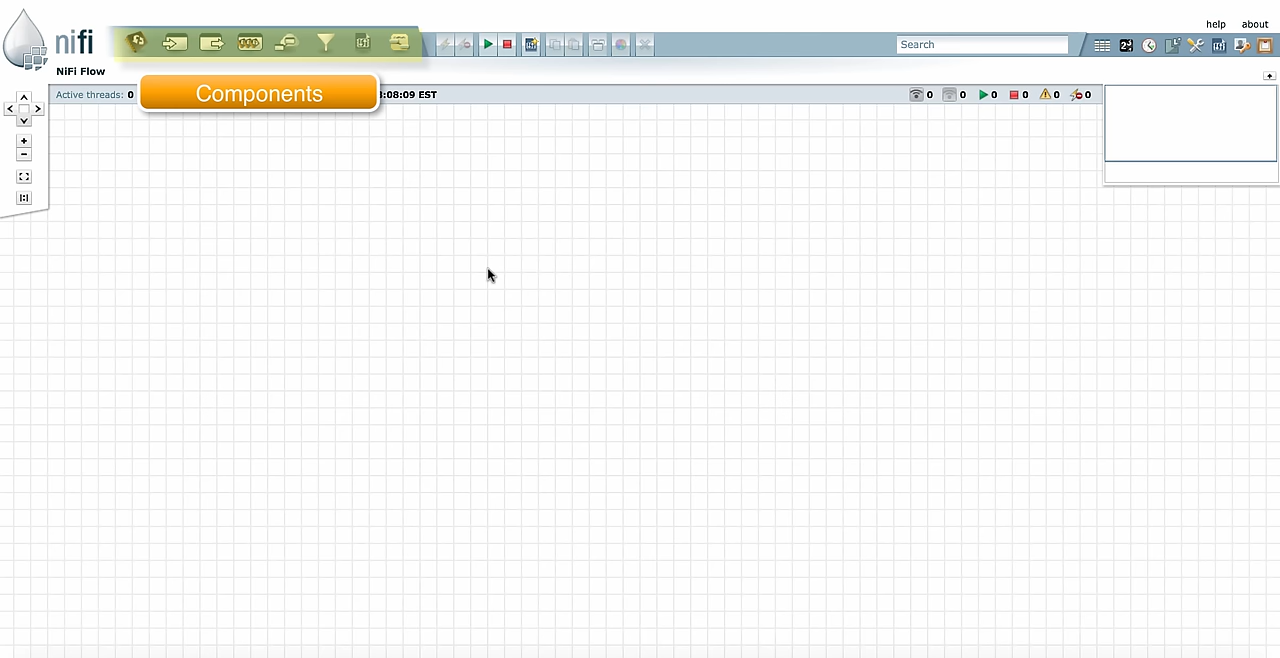 help about
nifi
Search
NiFi Flow
Components
Active threads: 0 :08:09 EST 0 0 0 0 0 0